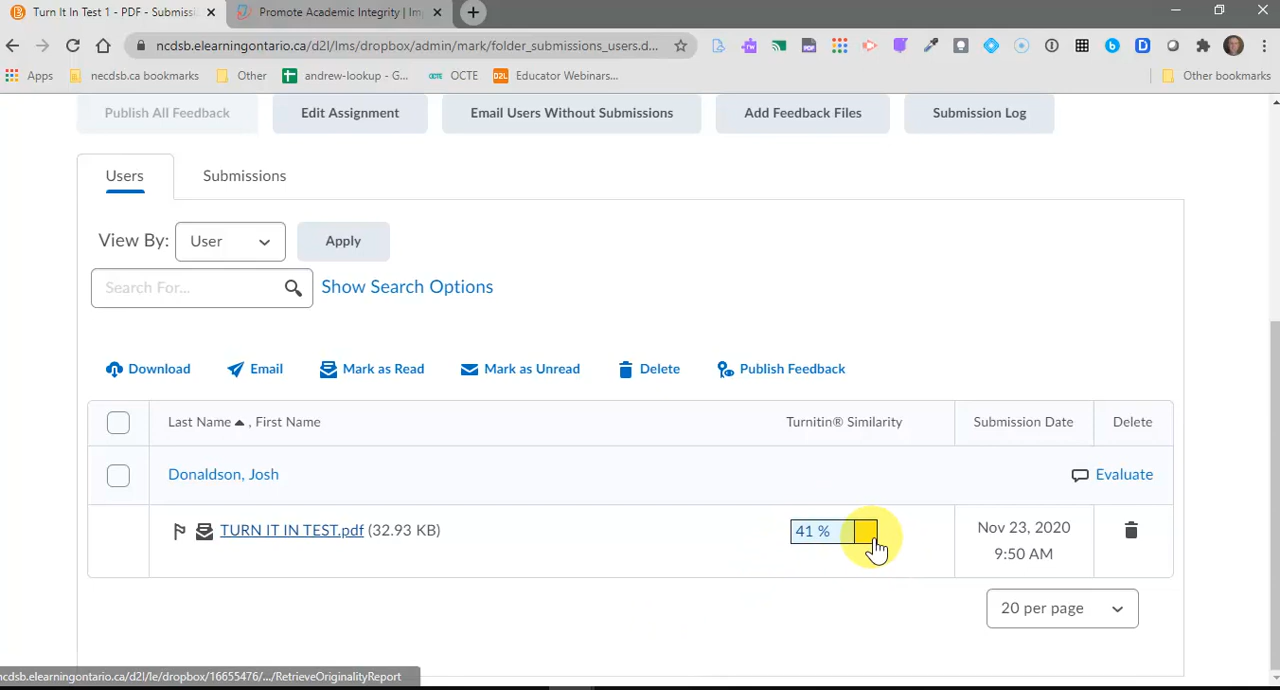 Turn It In Test 1 - PDF - Submissi
Promote Academic Integrity | Im
ncdsb.elearningontario.ca/d2l/lms/dropbox/admin/mark/folder_submissions_users.d...
Apps
necdsb.ca bookmarks
Other
andrew-lookup - G...
OCTE
D2L
Educator Webinars...
Other bookmarks
Publish All Feedback
Edit Assignment
Email Users Without Submissions
Add Feedback Files
Submission Log
Users
Submissions
View By:
User
Apply
Search For...
Show Search Options
Download
Email
Mark as Read
Mark as Unread
Delete
Publish Feedback
Last Name , First Name
Turnitin® Similarity
Submission Date
Delete
Donaldson, Josh
Evaluate
TURN IT IN TEST.pdf (32.93 KB)
41 %
Nov 23, 2020
9:50 AM
20 per page
ncdsb.elearningontario.ca/d2l/le/dropbox/16655476/.../RetrieveOriginalityReport